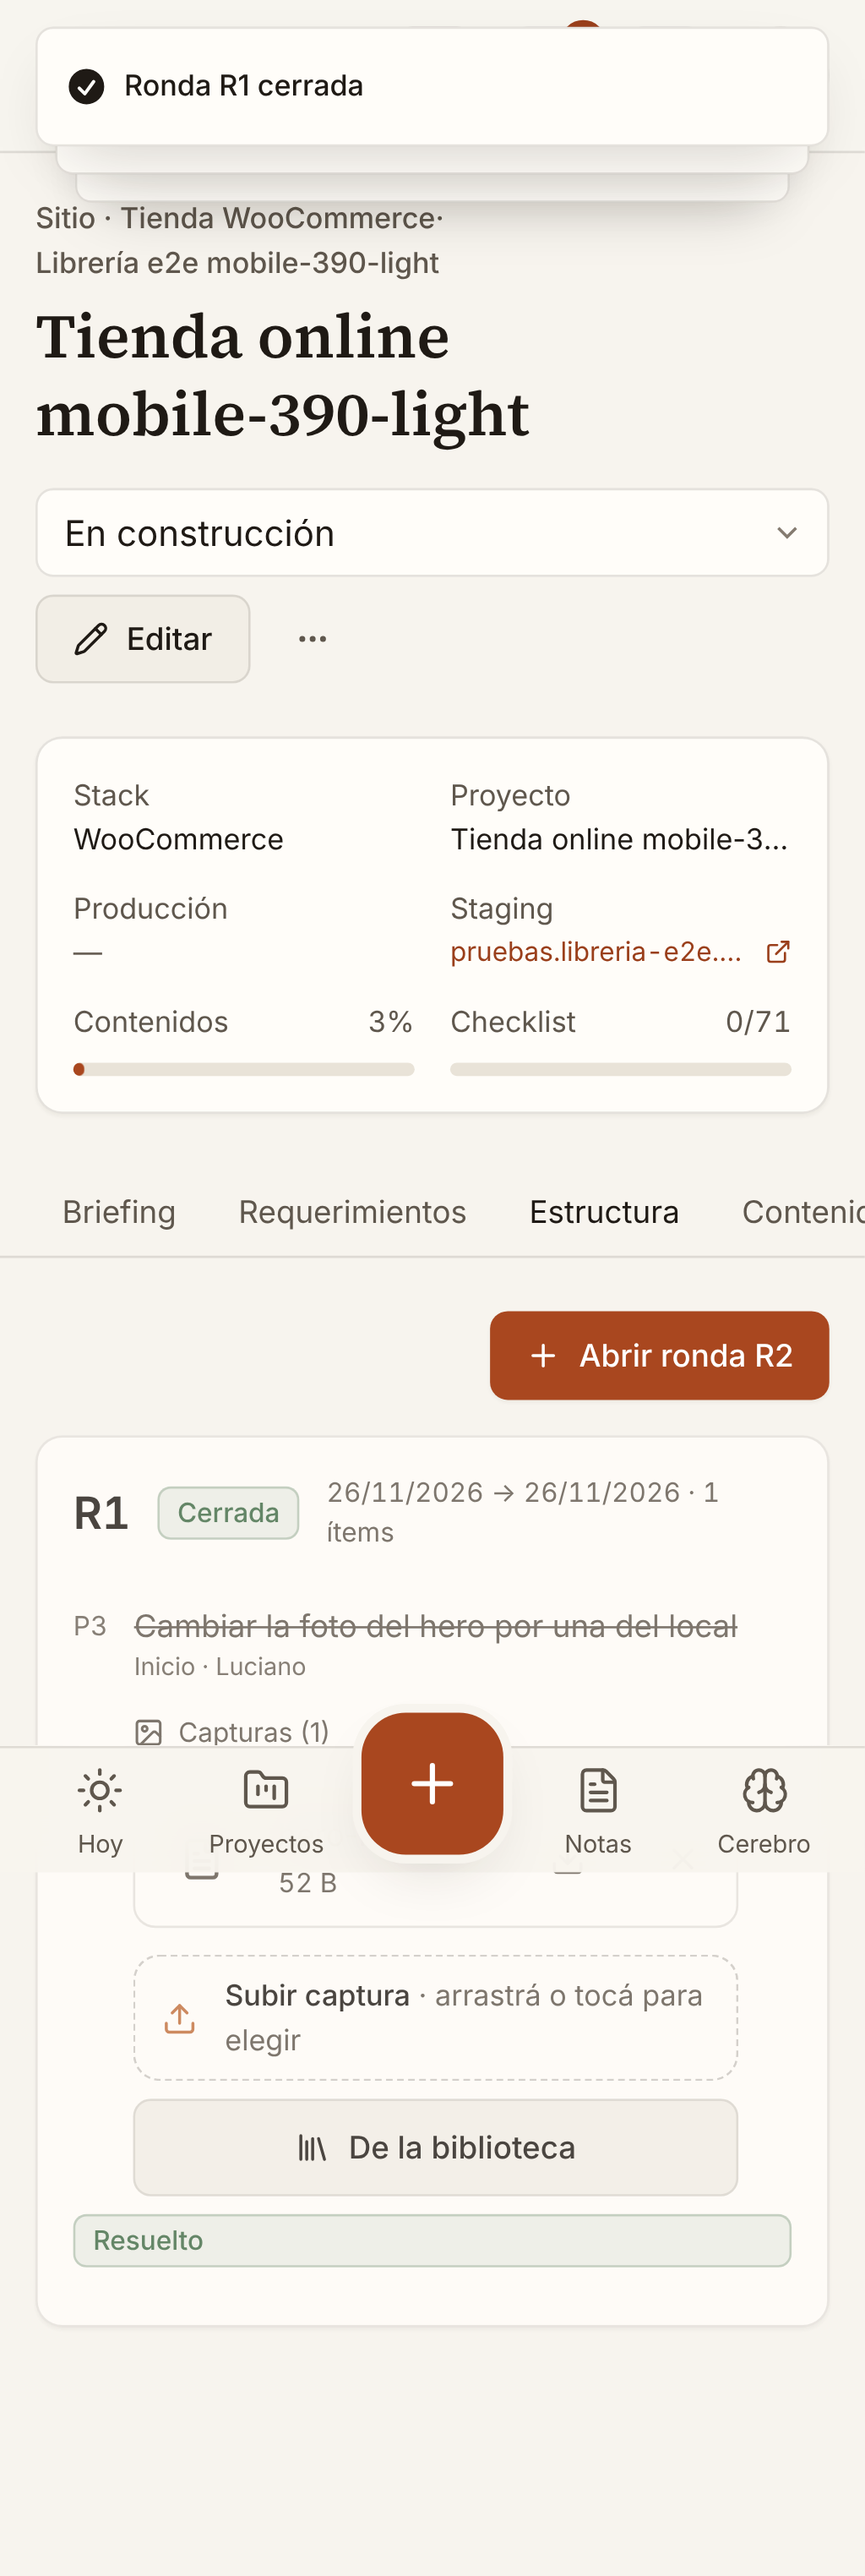 Ronda R1 cerrada
Sitio · Tienda WooCommerce·
Librería e2e mobile-390-light
Tienda online
mobile-390-light
En construcción
Editar
Stack
WooCommerce
Proyecto
Tienda online mobile-3...
Producción
—
Staging
pruebas.libreria-e2e....
Contenidos 3%
Checklist 0/71
Briefing Requerimientos Estructura Contenic
+ Abrir ronda R2
R1 Cerrada 26/11/2026 → 26/11/2026 · 1
ítems
P3 Cambiar la foto del hero por una del local
Inicio · Luciano
Capturas (1)
Hoy Proyectos Notas Cerebro
52 B
Subir captura · arrastrá o tocá para
elegir
De la biblioteca
Resuelto